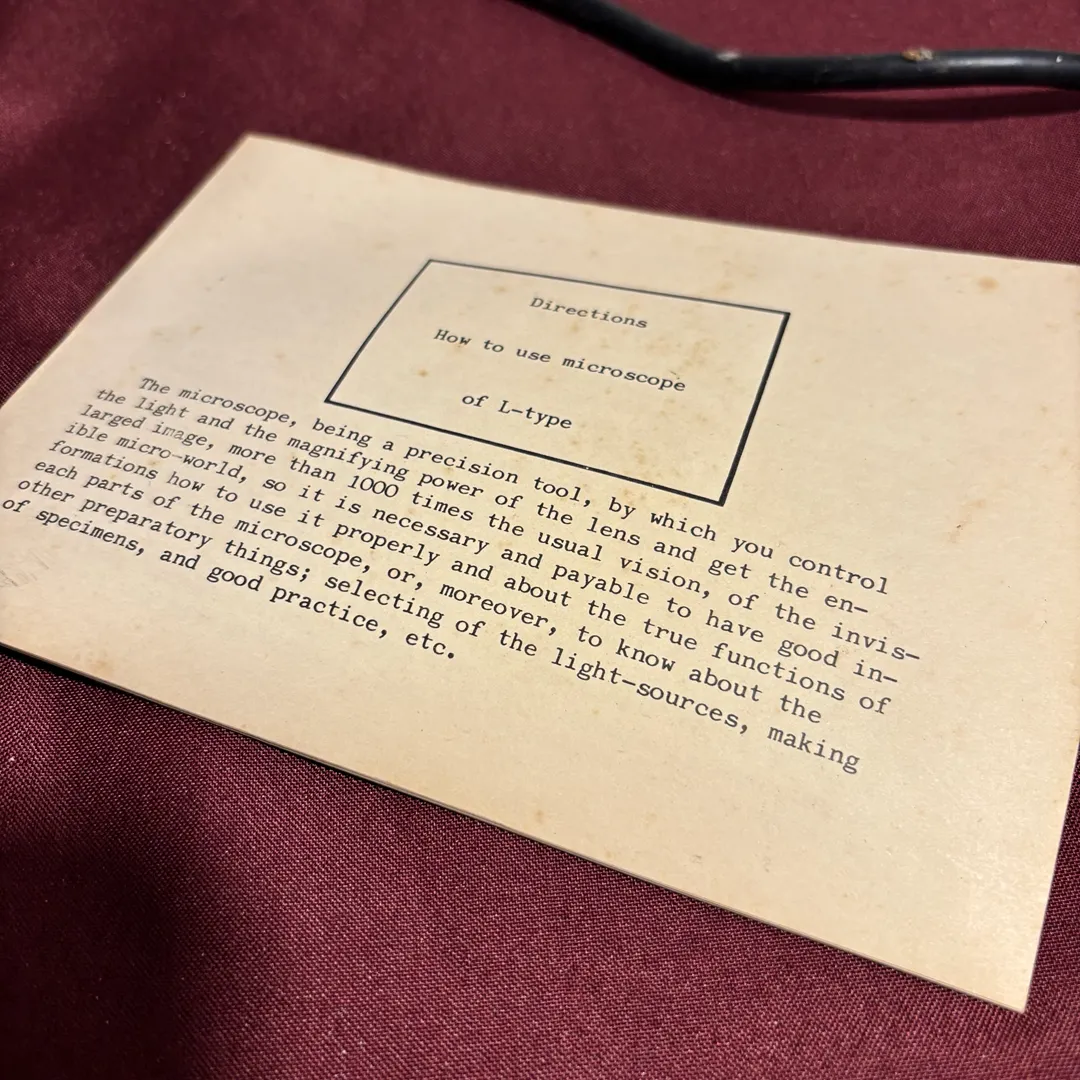 Directions
How to use microscope
of L-type
The microscope, being a precision tool, by which you control
the light and the magnifying power of the lens and get the en-
larged image, more than 1000 times the usual vision, of the invis-
ible micro-world, so it is necessary and payable to have good in-
formations how to use it properly and about the true functions of
each parts of the microscope, or, moreover, to know about the
other preparatory things; selecting of the light-sources, making
of specimens, and good practice, etc.